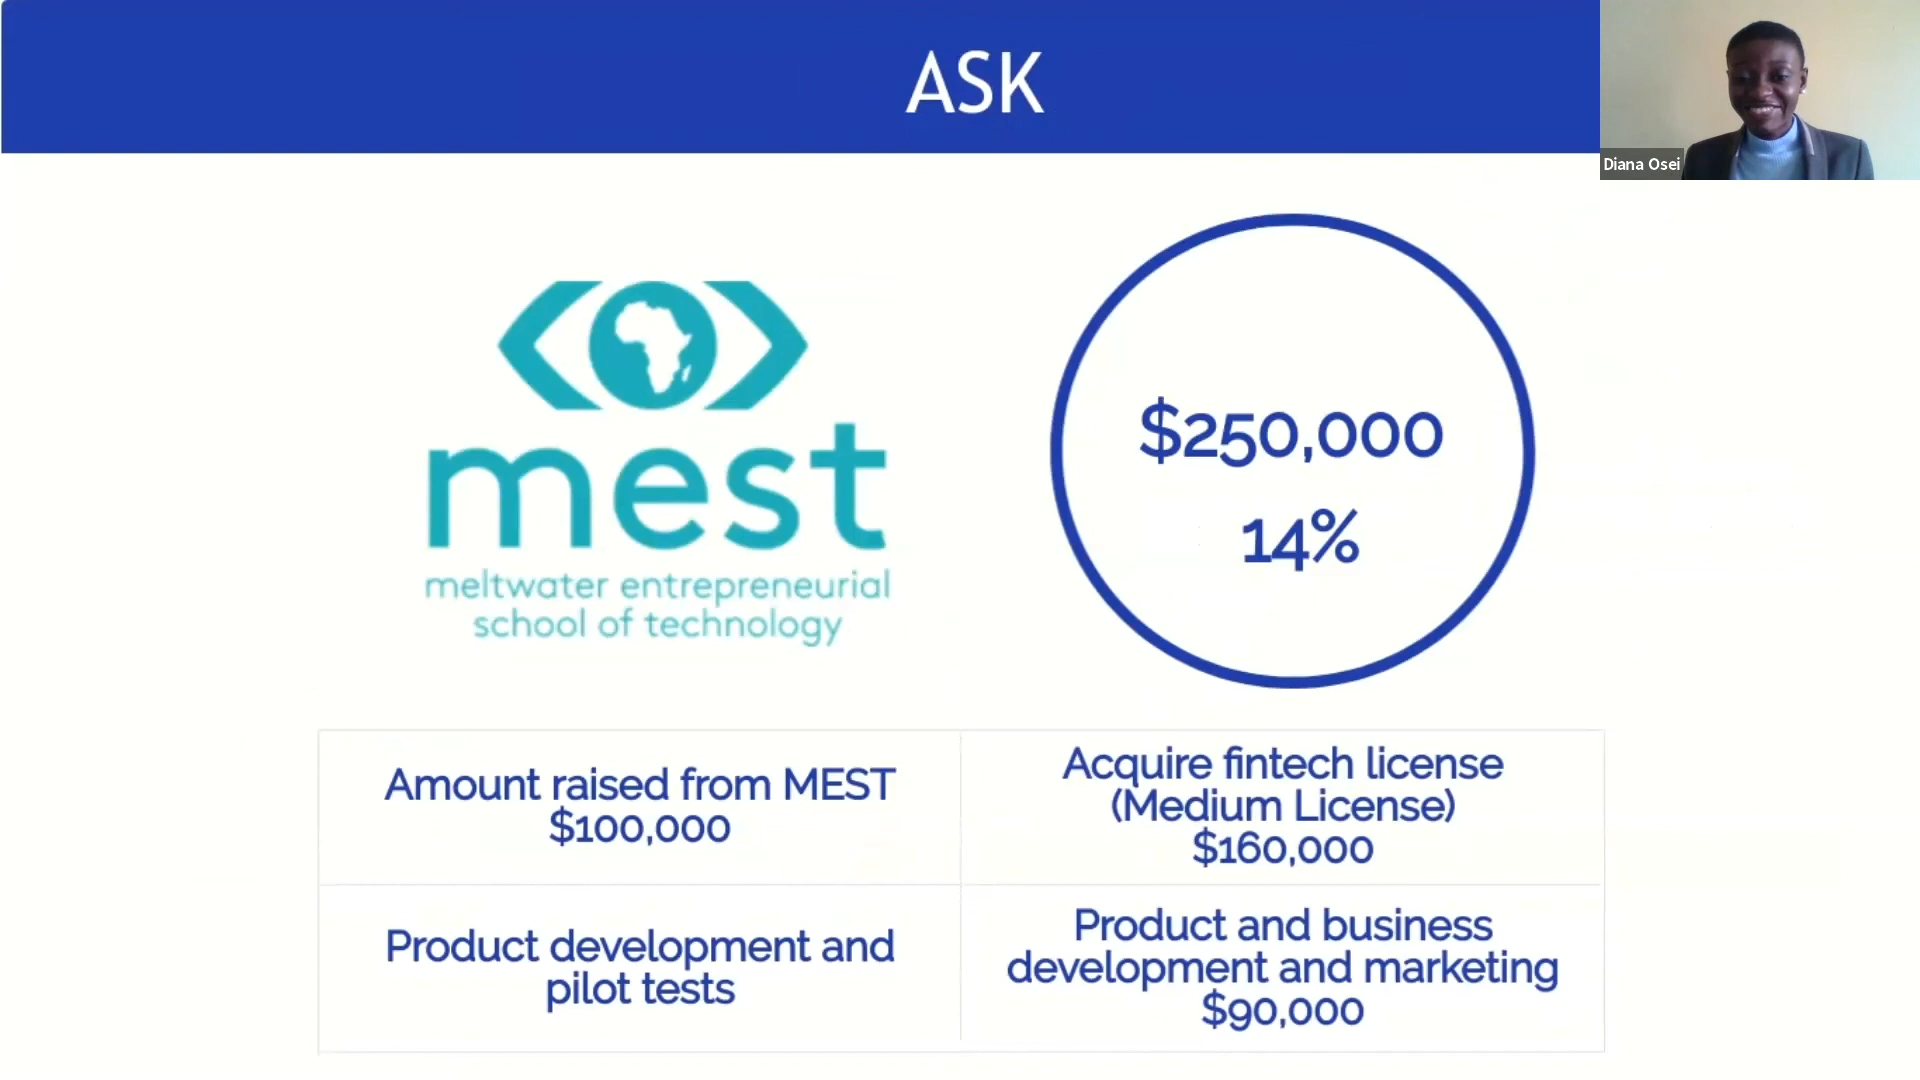 ASK
Diana Osei
mest
meltwater entrepreneurial
school of technology
$250,000
14%
Amount raised from MEST
$100,000
Acquire fintech license
(Medium License)
$160,000
Product development and
pilot tests
Product and business
development and marketing
$90,000